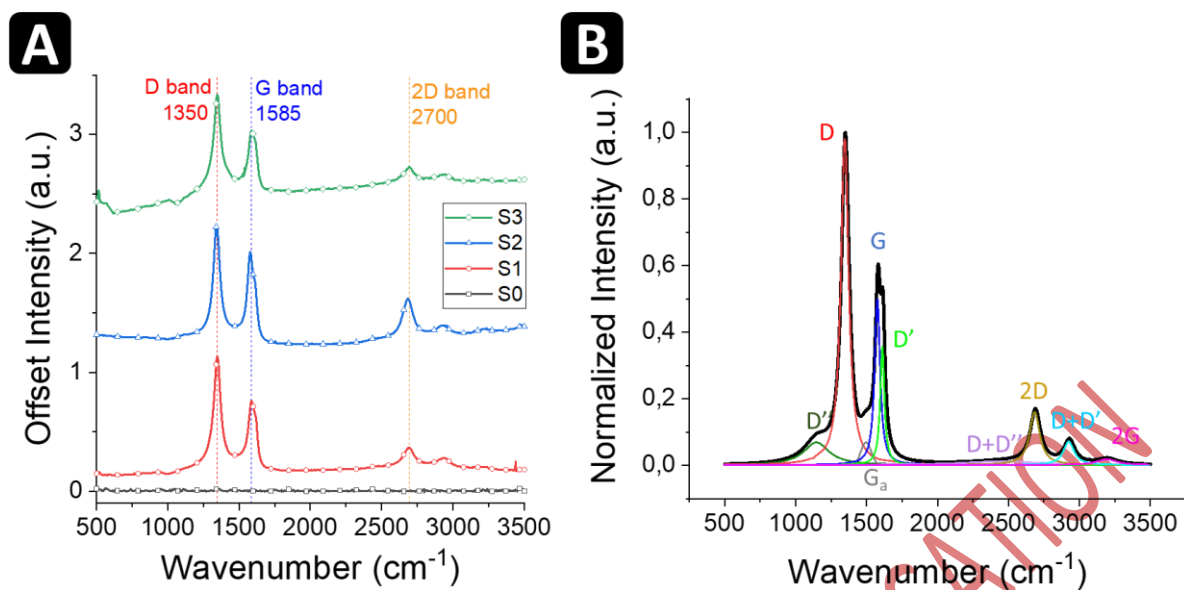 A
D band
1350
G band
1585
2D band
2700
3
2
1
0
S3
S2
S1
S0
500 1000 1500 2000 2500 3000 3500
Offset Intensity (a.u.)
Wavenumber (cm-1)
B
1,0
0,8
0,6
0,4
0,2
0,0
D
G
D'
D''
Ga
D+D''
2D
D+D'
2G
500 1000 1500 2000 2500 3000 3500
Normalized Intensity (a.u.)
Wavenumber (cm-1)
CATION